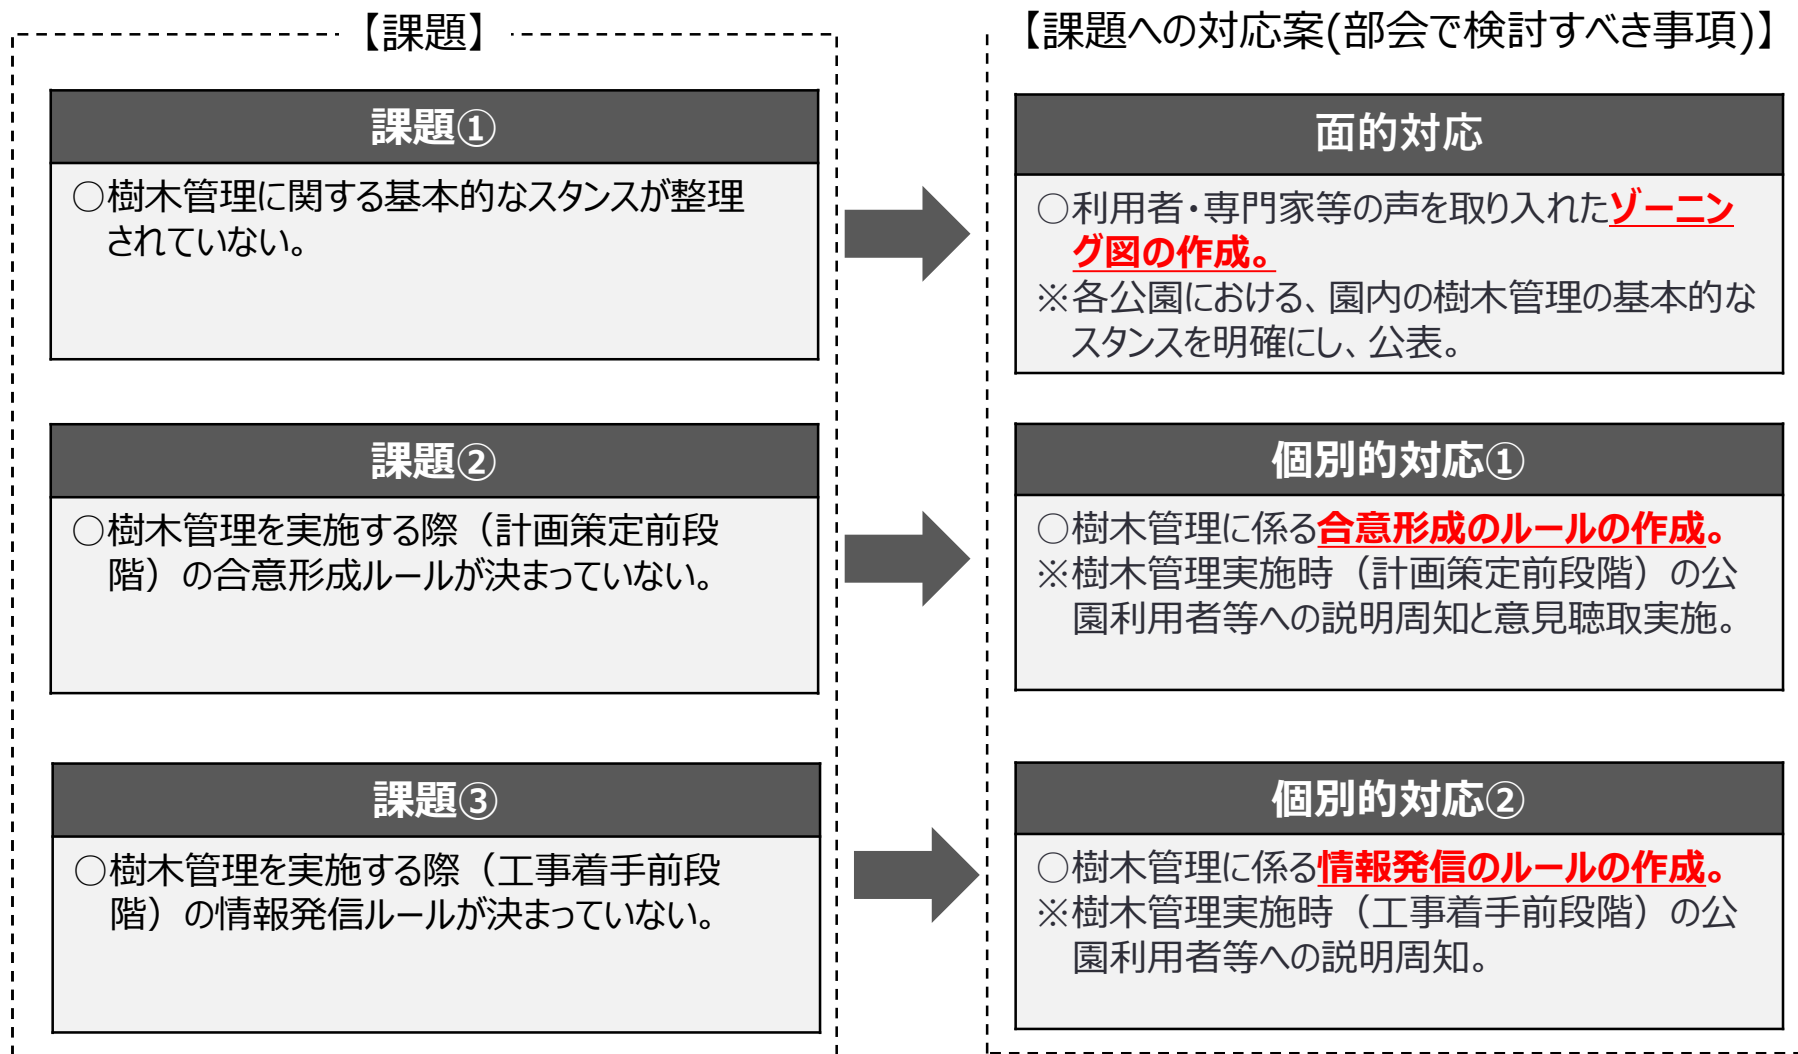 【課題】
課題①
○樹木管理に関する基本的なスタンスが整理
されていない。
課題②
○樹木管理を実施する際（計画策定前段
階）の合意形成ルールが決まっていない。
課題③
○樹木管理を実施する際（工事着手前段
階）の情報発信ルールが決まっていない。
【課題への対応案(部会で検討すべき事項)】
面的対応
○利用者・専門家等の声を取り入れたゾーニン
グ図の作成。
※各公園における、園内の樹木管理の基本的な
スタンスを明確にし、公表。
個別的対応①
○樹木管理に係る合意形成のルールの作成。
※樹木管理実施時（計画策定前段階）の公
園利用者等への説明周知と意見聴取実施。
個別的対応②
○樹木管理に係る情報発信のルールの作成。
※樹木管理実施時（工事着手前段階）の公
園利用者等への説明周知。